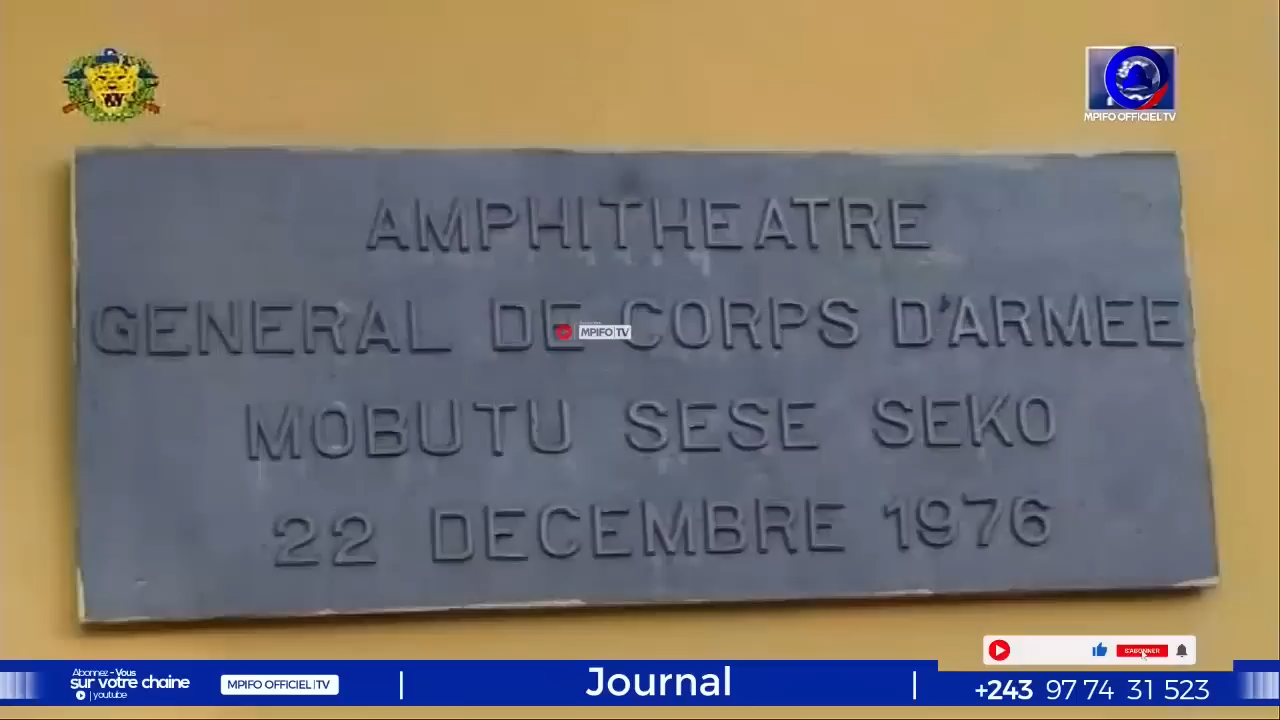 MPIFO OFFICIEL TV
AMPHITHEATRE
GENERAL DE CORPS D'ARMEE
MPIFO TV
MOBUTU SESE SEKO
22 DECEMBRE 1976
S'ABONNER
Abonnez - Vous
sur votre chaine
youtube
MPIFO OFFICIEL TV
Journal
+243 97 74 31 523